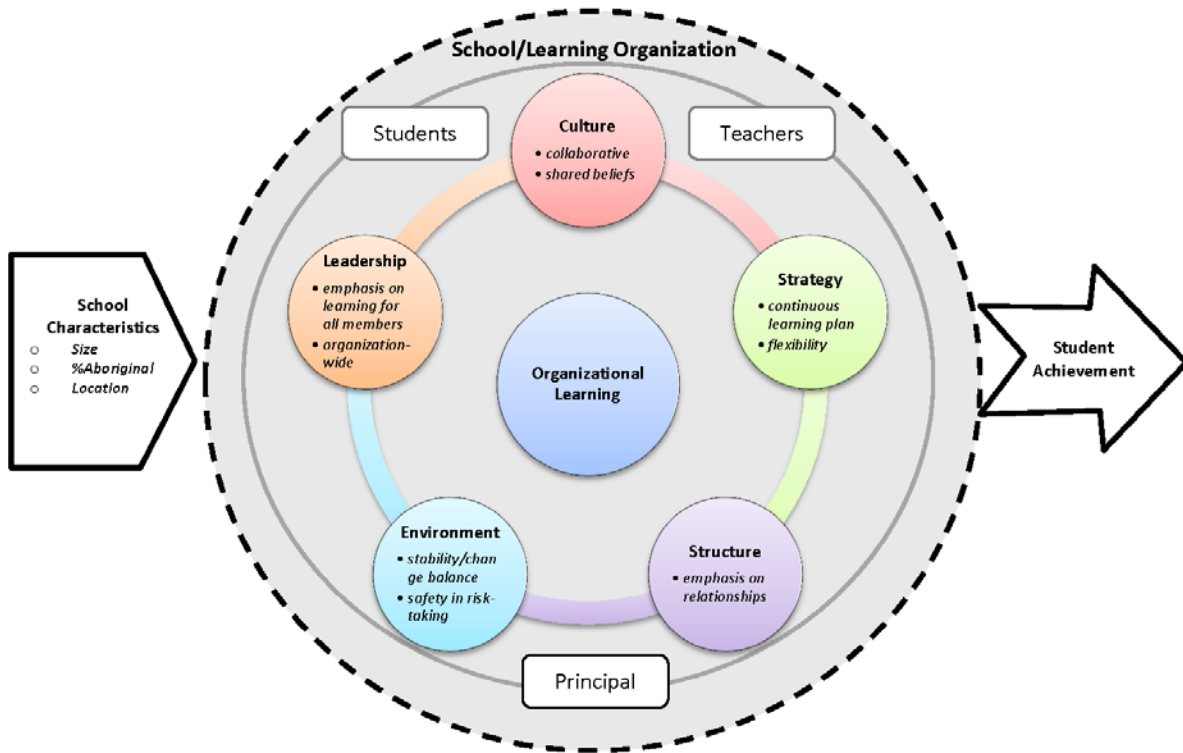 School/Learning Organization
Students
Teachers
Culture
• collaborative
• shared beliefs
Leadership
• emphasis on
learning for
all members
• organization-
wide
Strategy
• continuous
learning plan
• flexibility
School
Characteristics
○ Size
○ %Aboriginal
○ Location
Organizational
Learning
Student
Achievement
Environment
• stability/chan
ge balance
• safety in risk-
taking
Structure
• emphasis on
relationships
Principal